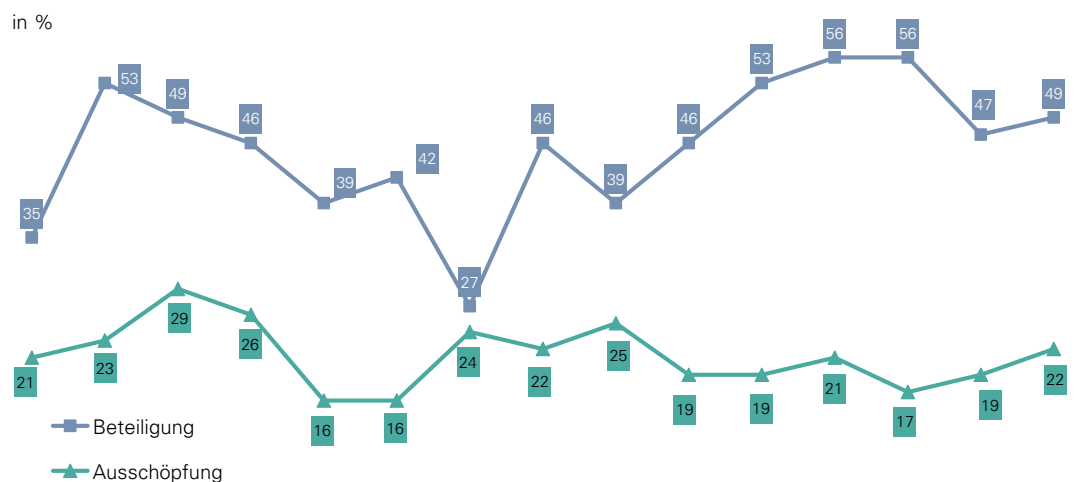 in %
35 53 49 46 39 42 27 46 39 46 53 56 56 47 49
21 23 29 26 16 16 24 22 25 19 19 21 17 19 22
Beteiligung
Ausschöpfung